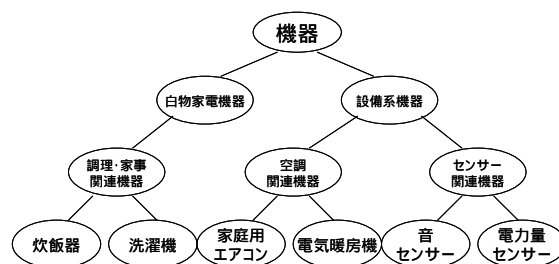 機器
白物家電機器
設備系機器
調理・家事
関連機器
空調
関連機器
センサー
関連機器
炊飯器
洗濯機
家庭用
エアコン
電気暖房機
音
センサー
電力量
センサー